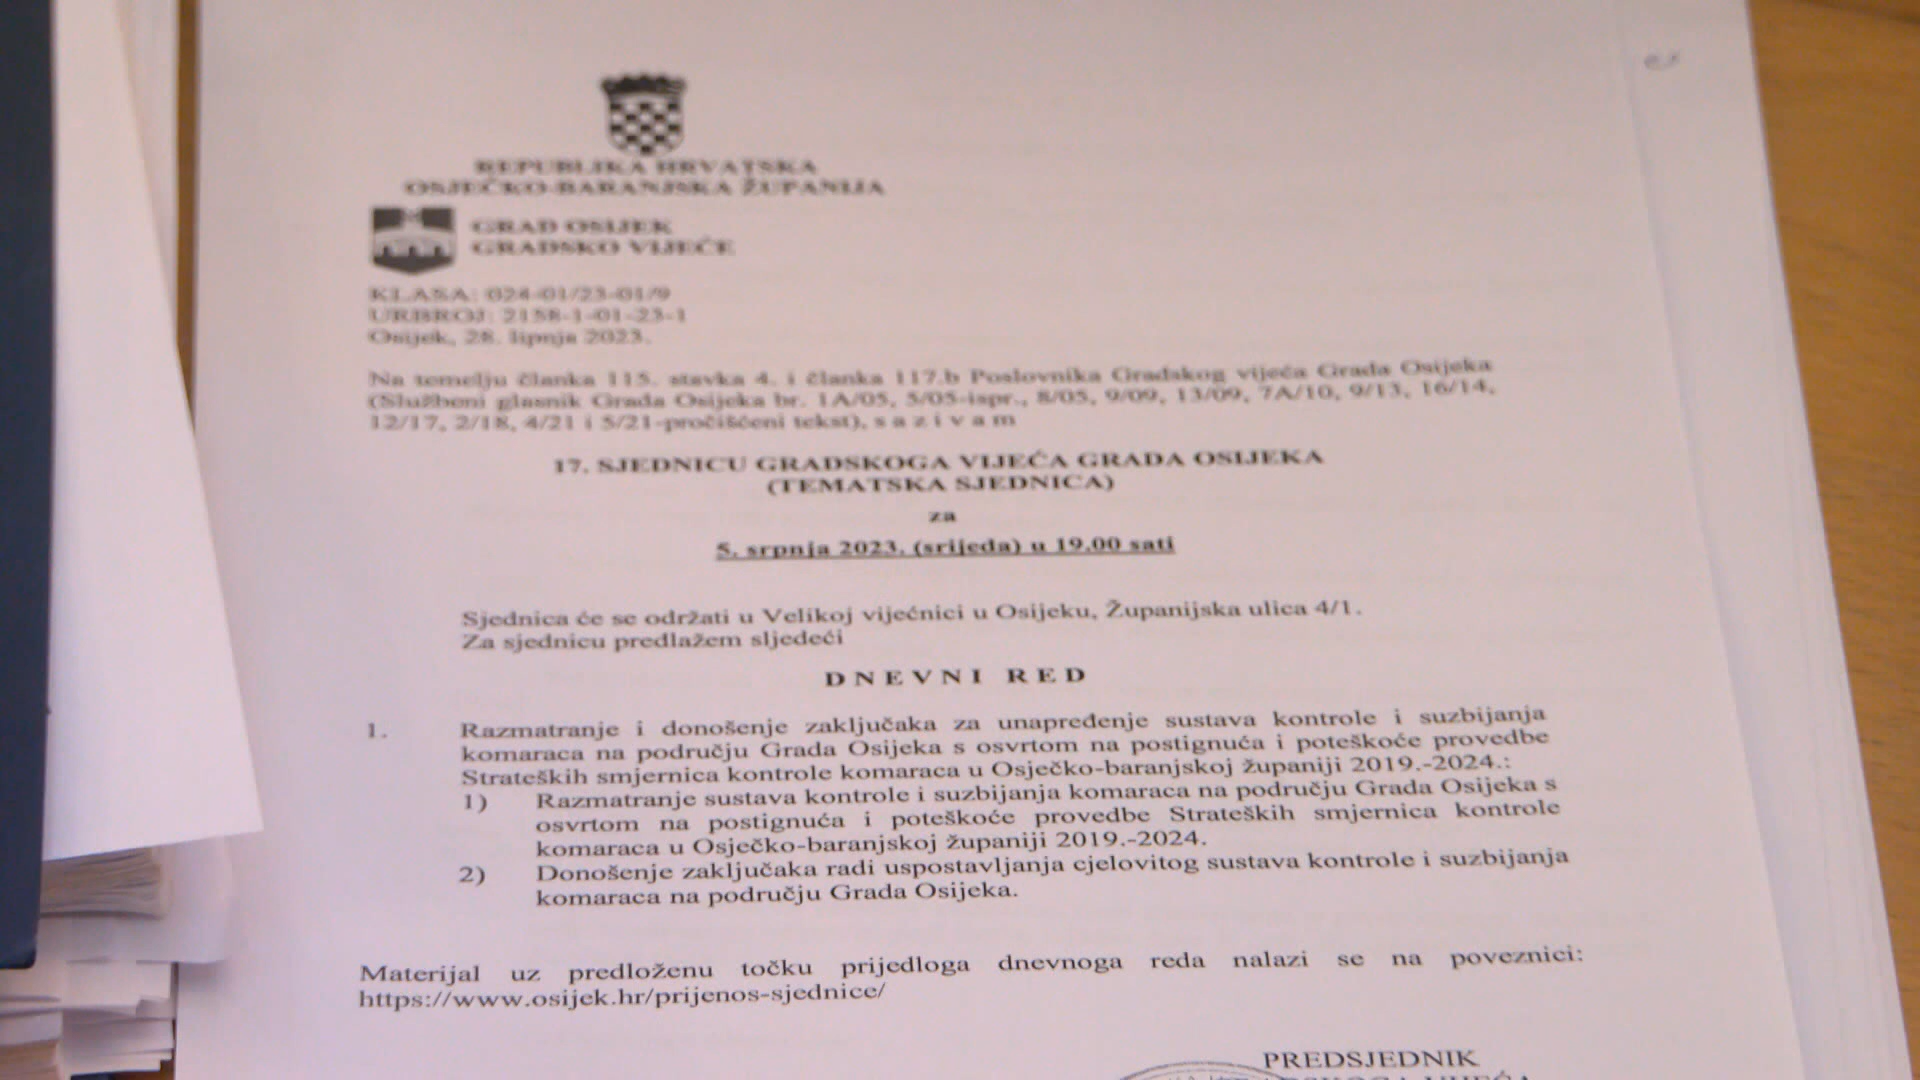 REPUBLIKA HRVATSKA
OSJEČKO-BARANJSKA ŽUPANIJA
GRAD OSIJEK
GRADSKO VIJEĆE
KLASA: 024-01/23-01/9
URBROJ: 2158-1-01-23-1
Osijek, 28. lipnja 2023.
Na temelju članka 115. stavka 4. i članka 117.b Poslovnika Gradskog vijeća Grada Osijeka
(Službeni glasnik Grada Osijeka br. 1A/05, 5/05-ispr., 8/05, 9/09, 13/09, 7A/10, 9/13, 16/14,
12/17, 2/18, 4/21 i 5/21-pročišćeni tekst), s a z i v a m
17. SJEDNICU GRADSKOGA VIJEĆA GRADA OSIJEKA
(TEMATSKA SJEDNICA)
za
5. srpnja 2023. (srijeda) u 19,00 sati
Sjednica će se održati u Velikoj vijećnici u Osijeku, Županijska ulica 4/1.
Za sjednicu predlažem sljedeći
D N E V N I R E D
1. Razmatranje i donošenje zaključaka za unapređenje sustava kontrole i suzbijanja
komaraca na području Grada Osijeka s osvrtom na postignuća i poteškoće provedbe
Strateških smjernica kontrole komaraca u Osječko-baranjskoj županiji 2019.-2024.:
1) Razmatranje sustava kontrole i suzbijanja komaraca na području Grada Osijeka s
osvrtom na postignuća i poteškoće provedbe Strateških smjernica kontrole
komaraca u Osječko-baranjskoj županiji 2019.-2024.
2) Donošenje zaključaka radi uspostavljanja cjelovitog sustava kontrole i suzbijanja
komaraca na području Grada Osijeka.
Materijal uz predloženu točku prijedloga dnevnoga reda nalazi se na poveznici:
https://www.osijek.hr/prijenos-sjednice/
PREDSJEDNIK